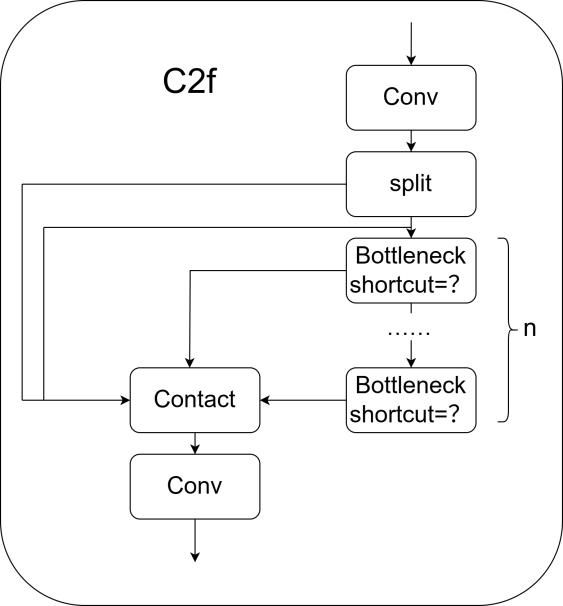 C2f
Conv
split
Bottleneck
shortcut=?
......
n
Bottleneck
shortcut=?
Contact
Conv